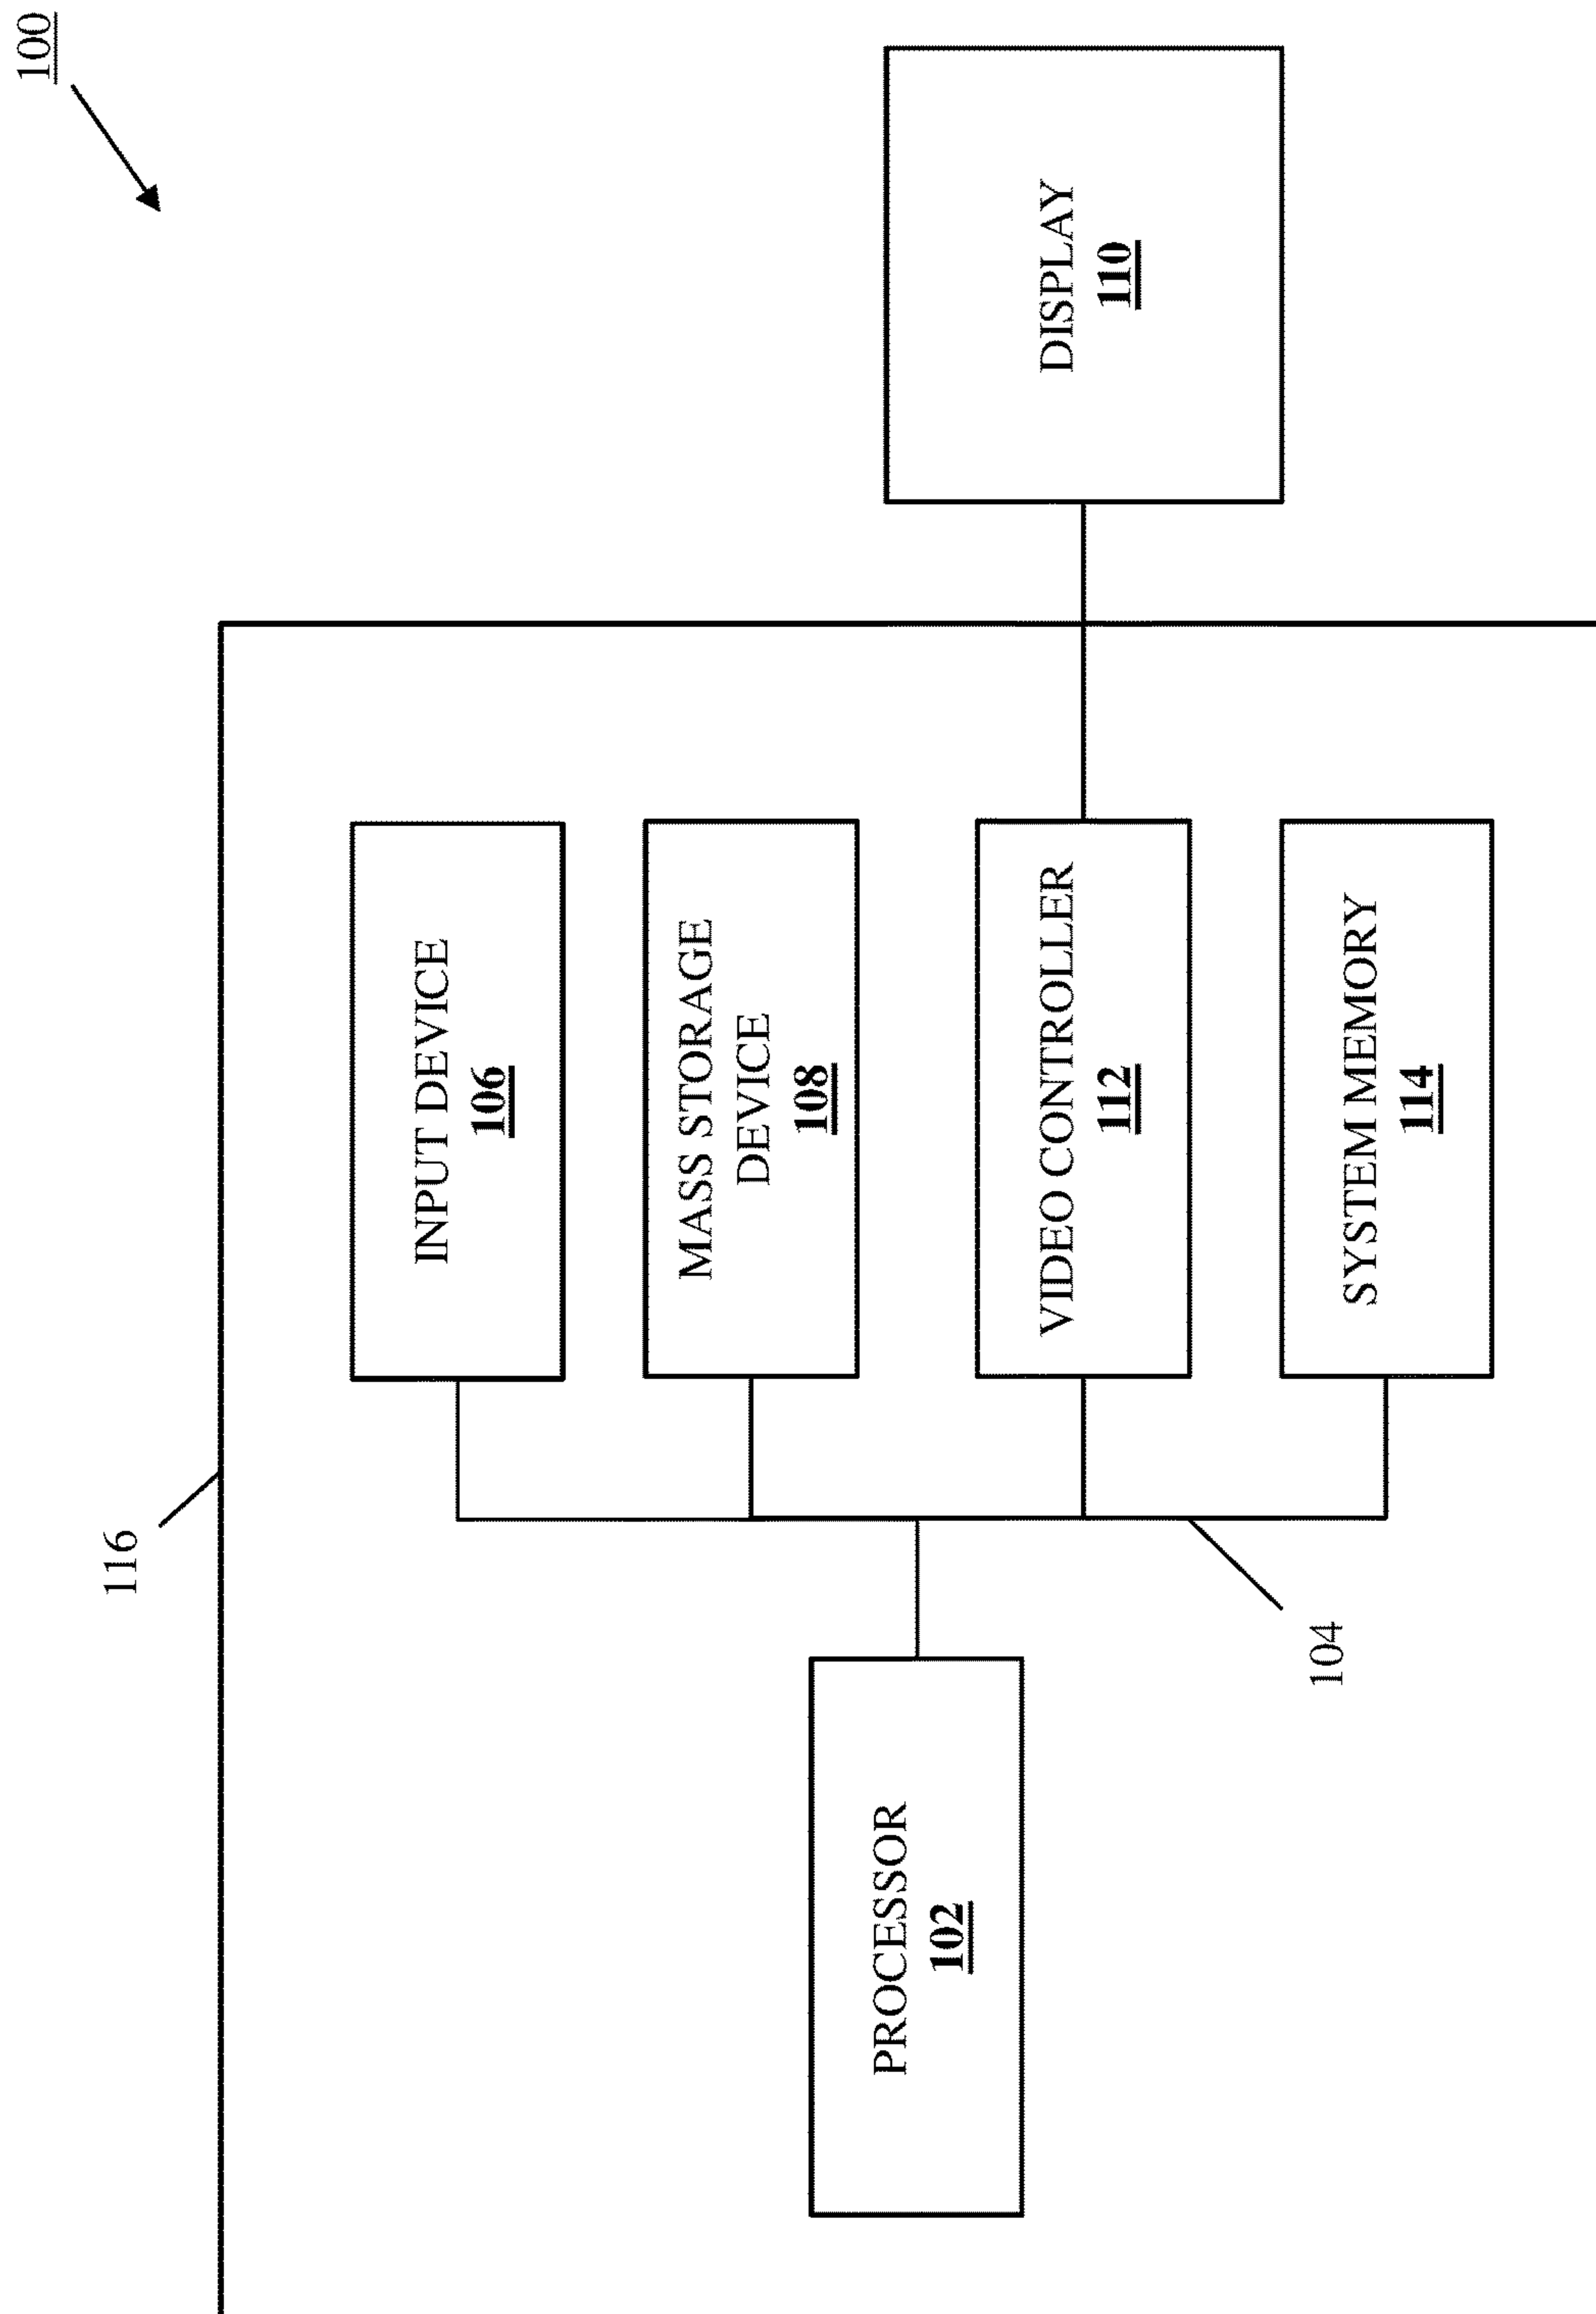 100
116
INPUT DEVICE
106
MASS STORAGE
DEVICE
108
PROCESSOR
102
VIDEO CONTROLLER
112
DISPLAY
110
SYSTEM MEMORY
114
104